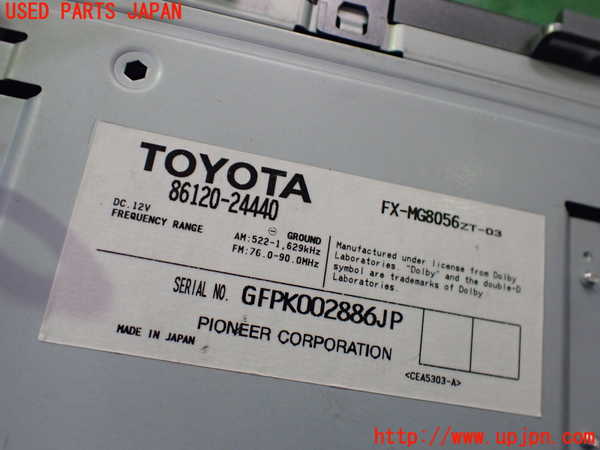 USED PARTS JAPAN
TOYOTA
86120-24440
FX-MG8056ZT-03
DC.12V
FREQUENCY RANGE
⊖ GROUND
AM:522-1,629kHz
FM:76.0-90.0MHz
Manufactured under license from Dolby
Laboratories. "Dolby" and the double-D
symbol are trademarks of Dolby
Laboratories.
SERIAL NO. GFPK002886JP
PIONEER CORPORATION
MADE IN JAPAN
<CEA5303-A>
http://www.upjpn.com/